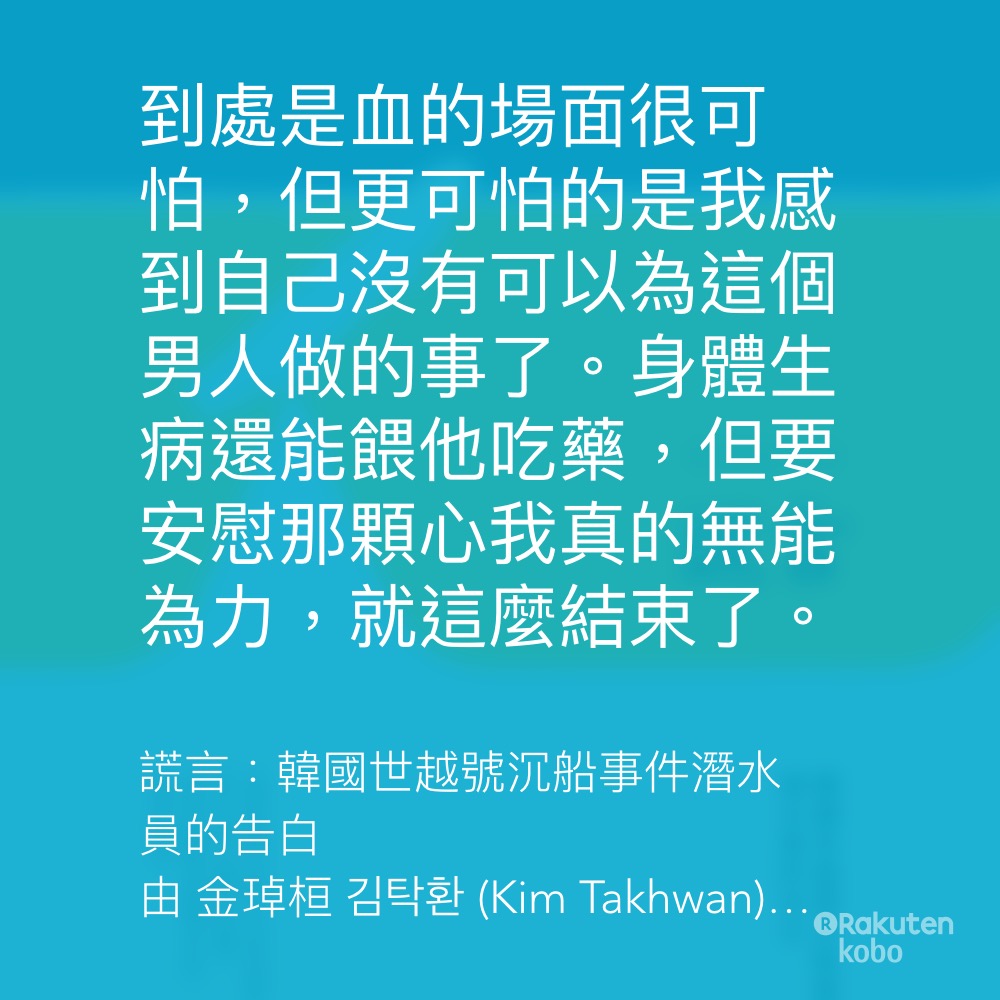 到處是血的場面很可
怕，但更可怕的是我感
到自己沒有可以為這個
男人做的事了。身體生
病還能餵他吃藥，但要
安慰那顆心我真的無能
為力，就這麼結束了。
謊言：韓國世越號沉船事件潛水
員的告白
由 金琸桓 김탁환 (Kim Takhwan)...
Rakuten
kobo